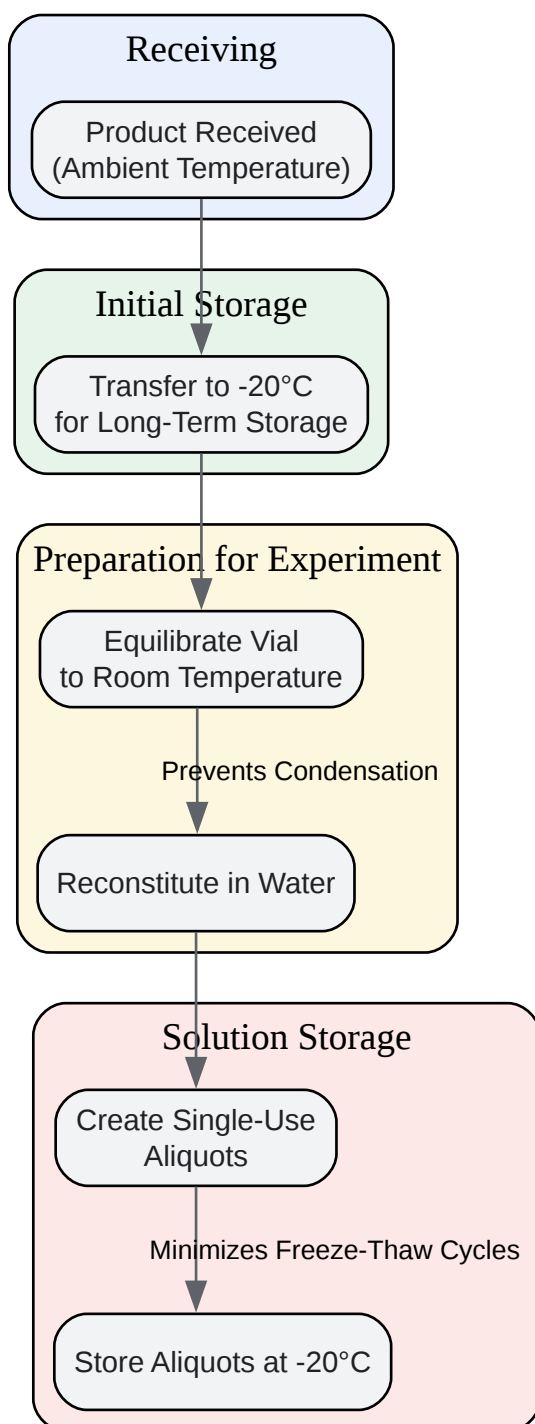 Receiving
Product Received
(Ambient Temperature)
Initial Storage
Transfer to -20°C
for Long-Term Storage
Preparation for Experiment
Equilibrate Vial
to Room Temperature
Prevents Condensation
Reconstitute in Water
Solution Storage
Create Single-Use
Aliquots
Minimizes Freeze-Thaw Cycles
Store Aliquots at -20°C